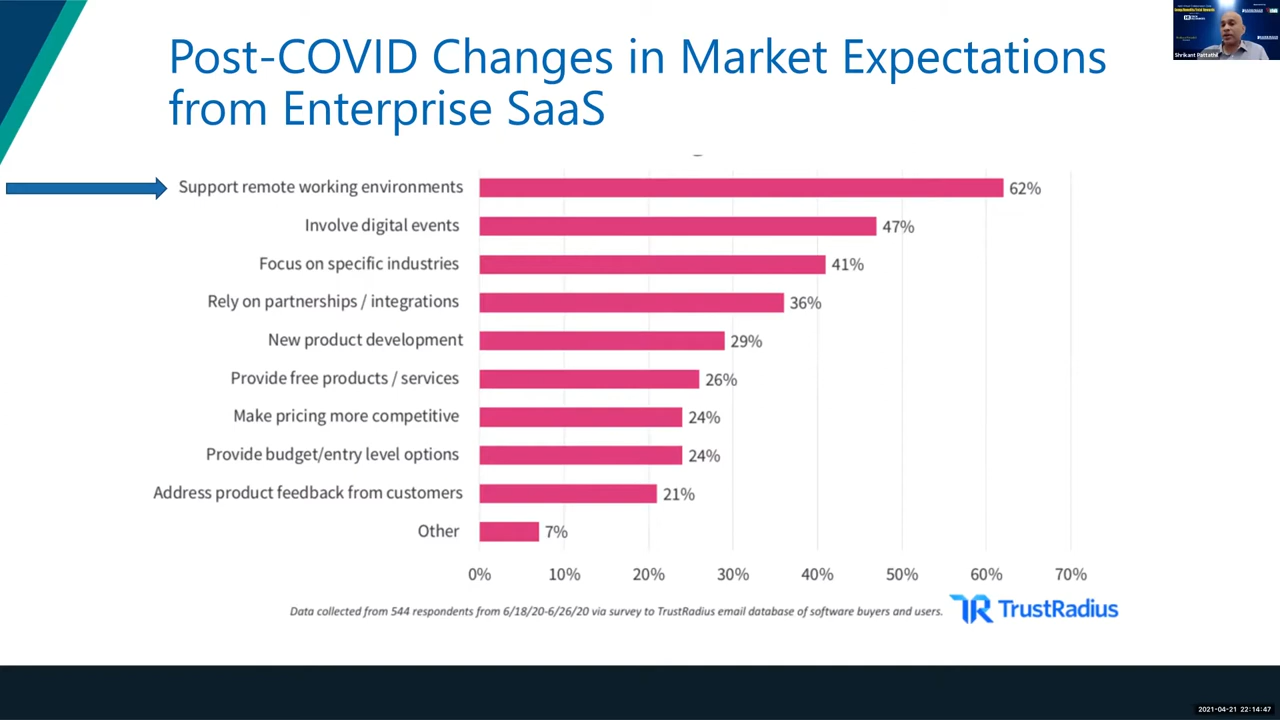 Post-COVID Changes in Market Expectations
from Enterprise SaaS
Support remote working environments 62%
Involve digital events 47%
Focus on specific industries 41%
Rely on partnerships / integrations 36%
New product development 29%
Provide free products / services 26%
Make pricing more competitive 24%
Provide budget/entry level options 24%
Address product feedback from customers 21%
Other 7%
0% 10% 20% 30% 40% 50% 60% 70%
Data collected from 544 respondents from 6/18/20-6/26/20 via survey to TrustRadius email database of software buyers and users.
TR TrustRadius
Shrikant Pattathil
2021-04-21 22:14:47